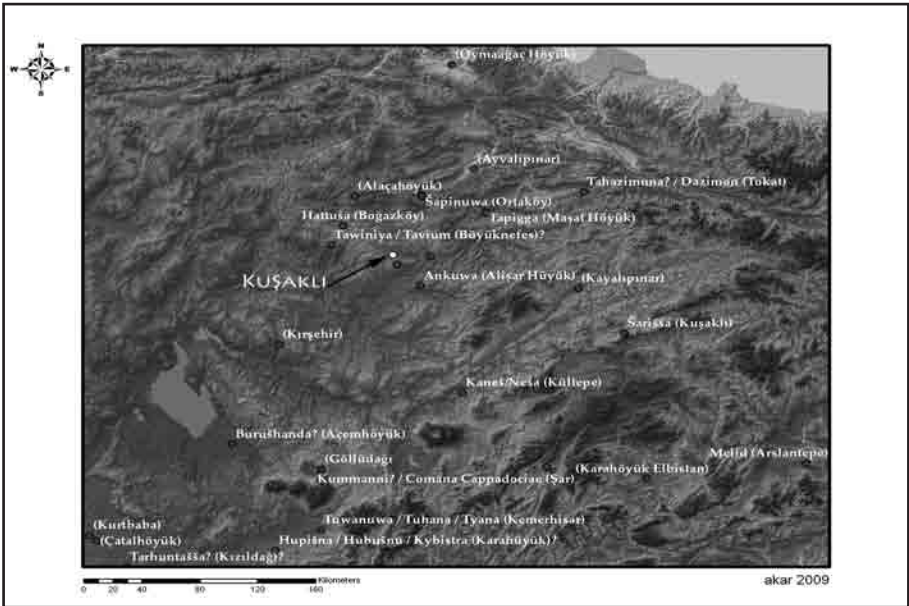 N
W E
S
(Oymaağaç Höyük)
(Ayvalıpınar)
(Alaçahöyük)
Tahazimuna? / Dazimon (Tokat)
Šapinuwa (Ortaköy)
Hattuša (Boğazköy)
Tapigga (Maşat Höyük)
Tawiniya / Tavium (Büyüknefes)?
KUŞAKLI
Ankuwa (Alişar Hüyük)
(Kayalıpınar)
Šarišša (Kuşaklı)
(Kırşehir)
Kaneš/Neša (Kültepe)
Burušhanda? (Açemhöyük)
Melid (Arslantepe)
(Göllüdağı
(Karahöyük Elbistan)
Kummanni? / Comana Cappadociae (Şar)
Tuwanuwa / Tuhana / Tyana (Kemerhisar)
(Kurtbaba)
(Çatalhöyük)
Hupišna / Hubušnu / Kybistra (Karahüyük)?
Tarhuntašša? (Kızıldağ)?
Kilometers
0 20 40 80 120 160
akar 2009